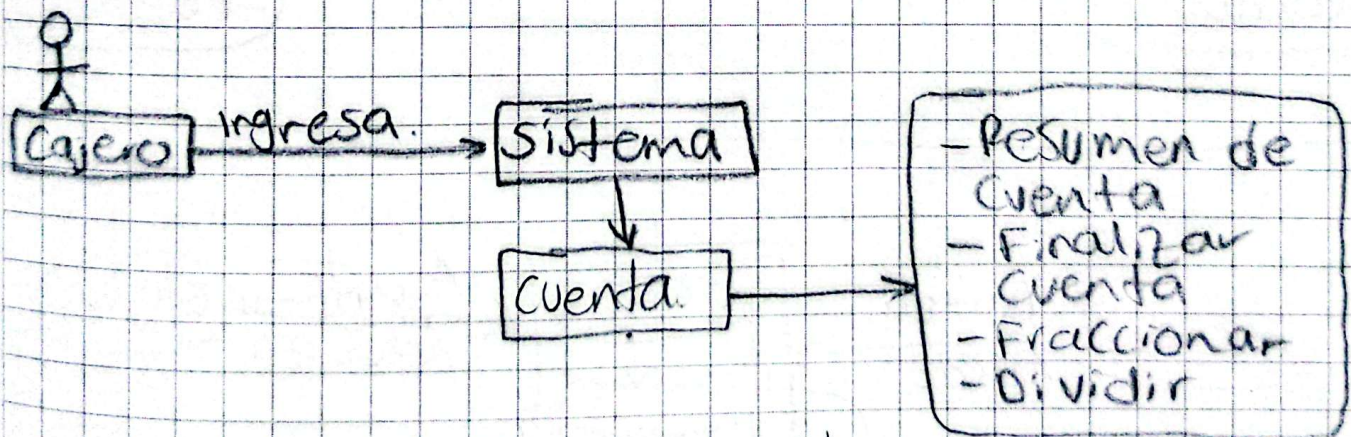 Cajero
ingresa.
Sistema
Cuenta.
- Resumen de
Cuenta
- Finalizar
Cuenta
- Fraccionar
- Dividir